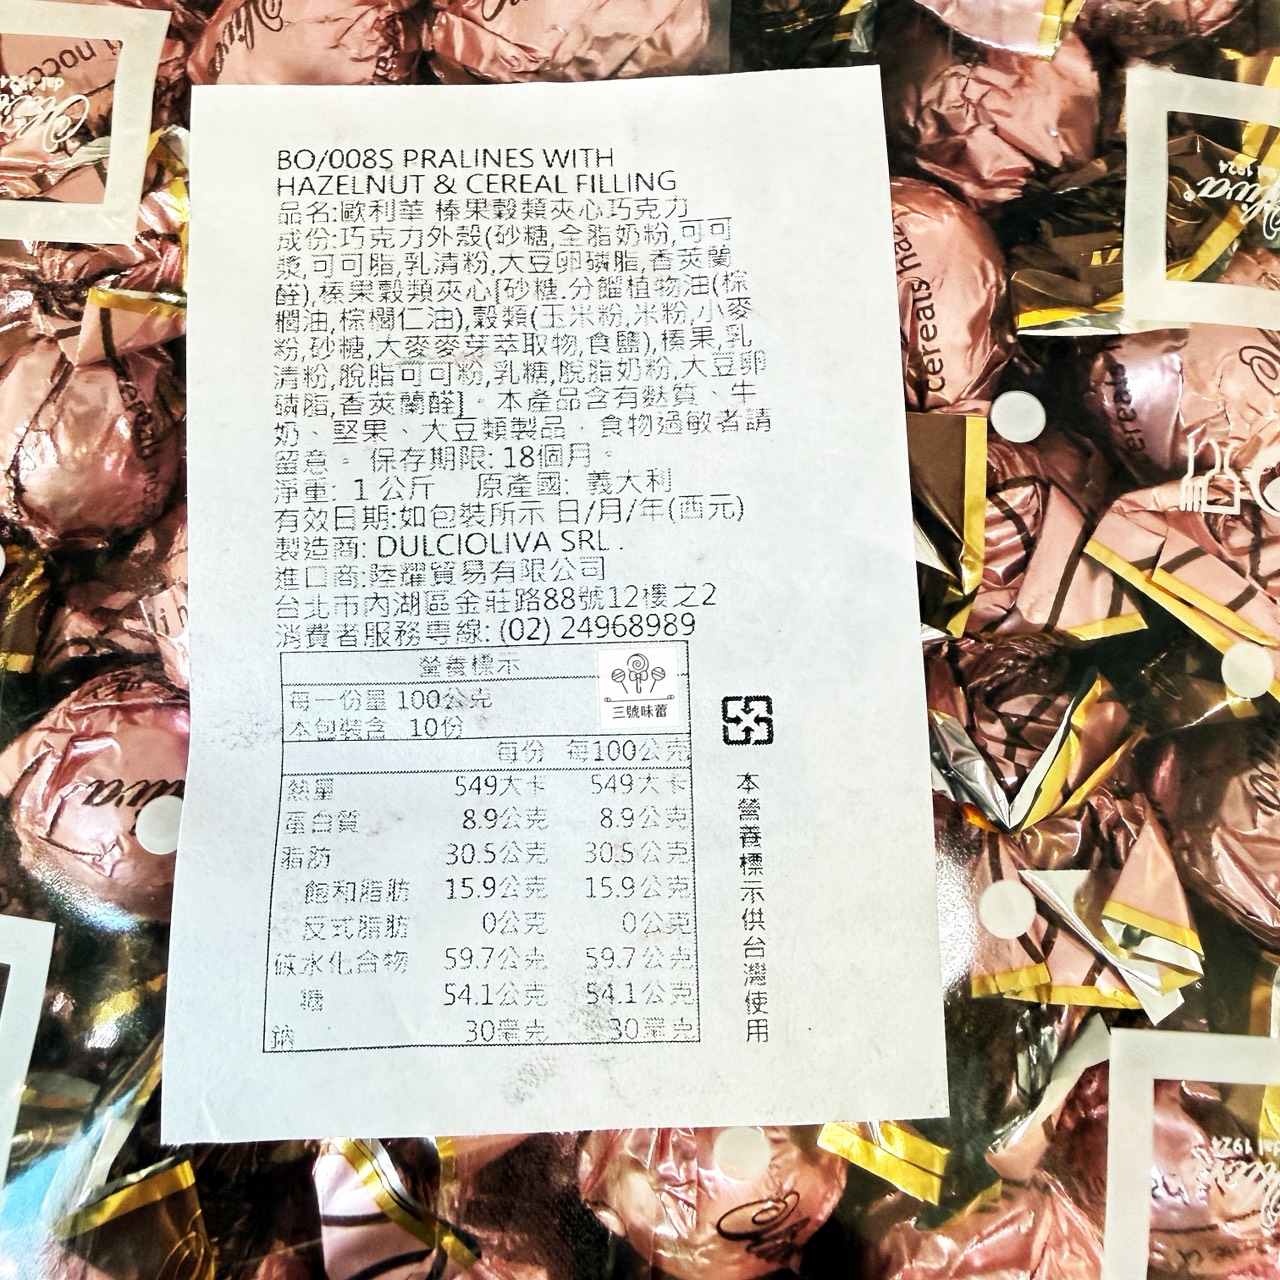 BO/008S PRALINES WITH
HAZELNUT & CEREAL FILLING
品名:歐利華 榛果穀類夾心巧克力
成份:巧克力外殼(砂糖,全脂奶粉,可可
漿,可可脂,乳清粉,大豆卵磷脂,香莢蘭
醛),榛果穀類夾心[砂糖.分餾植物油(棕
櫚油,棕櫚仁油),穀類(玉米粉,米粉,小麥
粉,砂糖,大麥麥芽萃取物,食鹽),榛果,乳
清粉,脫脂可可粉,乳糖,脫脂奶粉,大豆卵
磷脂,香莢蘭醛]。本產品含有麩質、牛
奶、堅果、大豆類製品，食物過敏者請
留意。 保存期限: 18個月。
淨重: 1 公斤 原產國: 義大利
有效日期:如包裝所示 日/月/年(西元)
製造商: DULCIOLIVA SRL .
進口商:陸耀貿易有限公司
台北市內湖區金莊路88號12樓之2
消費者服務專線: (02) 24968989
營養標示
三號味蕾
每一份量 100公克
本包裝含 10份
每份 每100公克
熱量 549大卡 549大卡
蛋白質 8.9公克 8.9公克
脂肪 30.5公克 30.5公克
飽和脂肪 15.9公克 15.9公克
反式脂肪 0公克 0公克
碳水化合物 59.7公克 59.7公克
糖 54.1公克 54.1公克
鈉 30毫克 30毫克
本營養標示供台灣使用
cereals haz
dal 1924
dal 1924
dal 1924